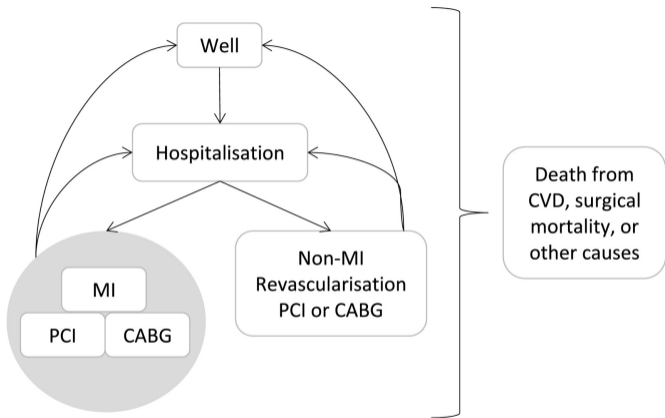 Well
Hospitalisation
MI
PCI
CABG
Non-MI
Revascularisation
PCI or CABG
Death from
CVD, surgical
mortality, or
other causes